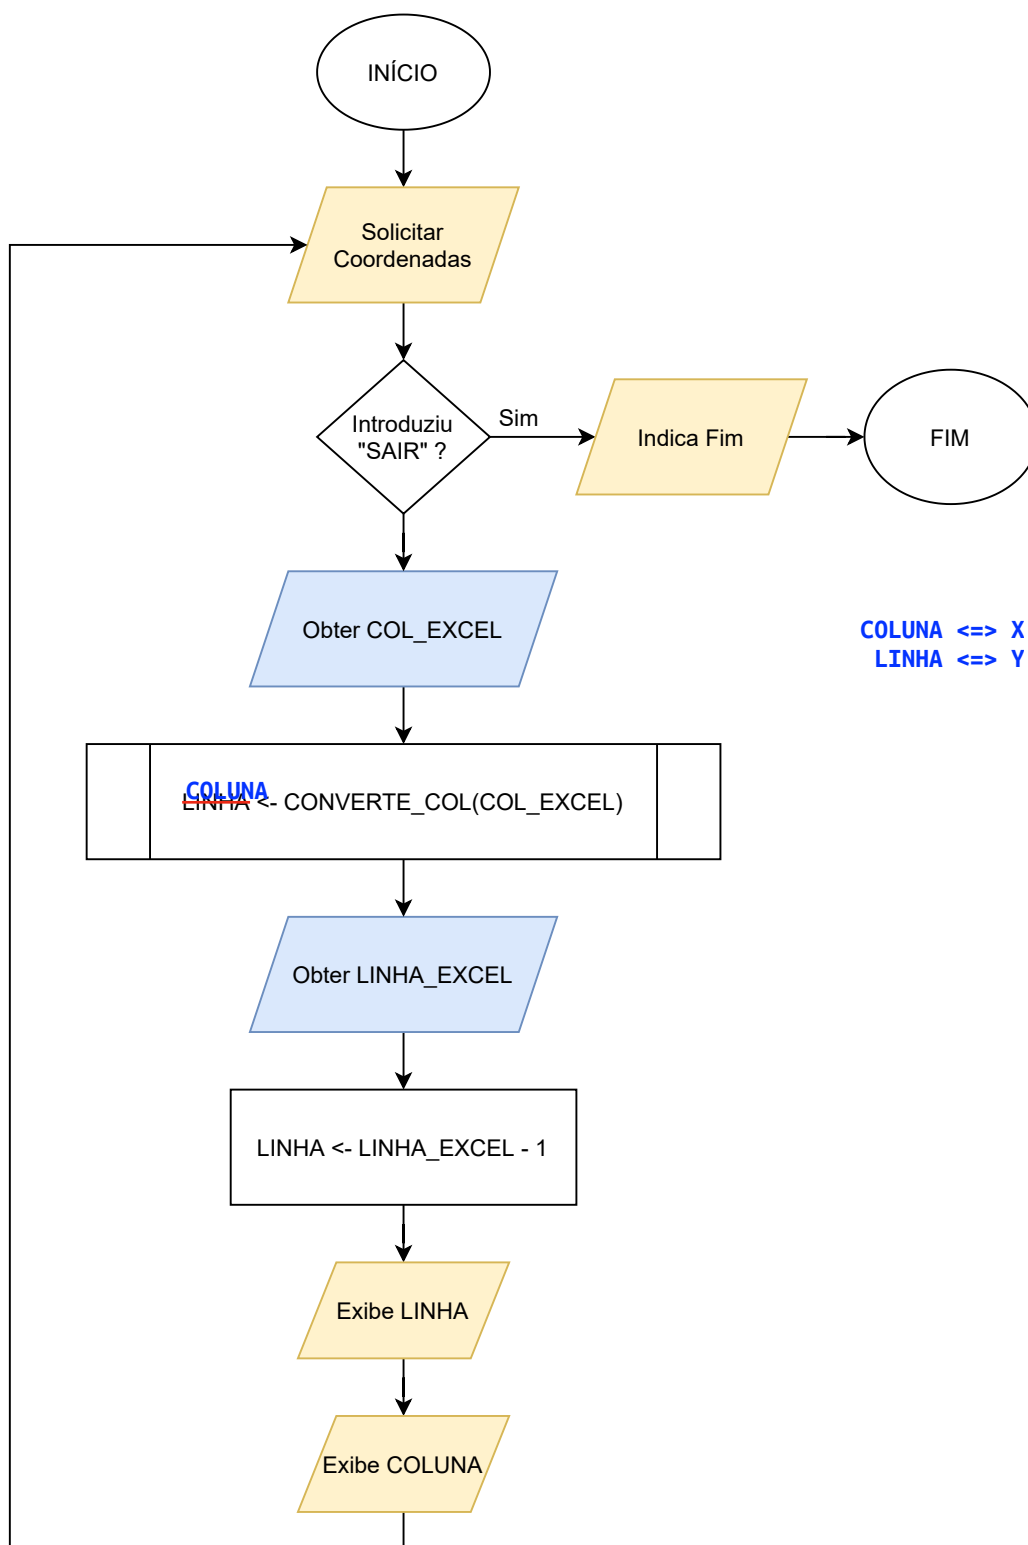 INÍCIO
Solicitar
Coordenadas
Introduziu
"SAIR" ?
Sim
Indica Fim
FIM
Obter COL_EXCEL
COLUNA <=> X
LINHA <=> Y
COLUNA
LINHA <- CONVERTE_COL(COL_EXCEL)
Obter LINHA_EXCEL
LINHA <- LINHA_EXCEL - 1
Exibe LINHA
Exibe COLUNA